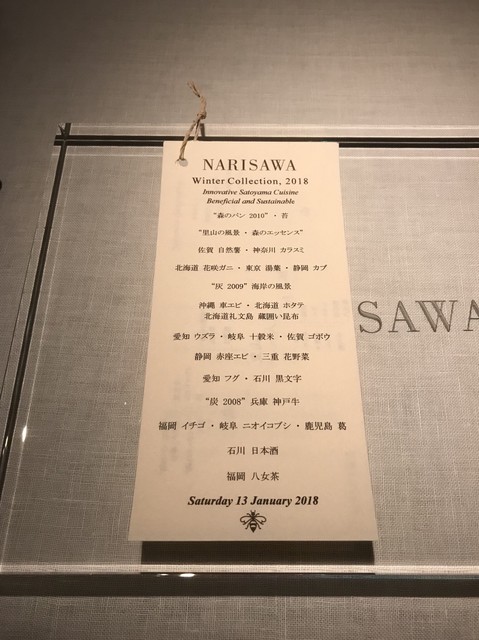 NARISAWA
Winter Collection, 2018
Innovative Satoyama Cuisine
Beneficial and Sustainable
“森のパン 2010”・苔
“里山の風景・森のエッセンス”
佐賀 自然薯・神奈川 カラスミ
北海道 花咲ガニ・東京 湯葉・静岡 カブ
“灰 2009” 海岸の風景
沖縄 車エビ・北海道 ホタテ
北海道礼文島 蔵囲い昆布
愛知 ウズラ・岐阜 十穀米・佐賀 ゴボウ
静岡 赤座エビ・三重 花野菜
愛知 フグ・石川 黒文字
“炭 2008” 兵庫 神戸牛
福岡 イチゴ・岐阜 ニオイコブシ・鹿児島 葛
石川 日本酒
福岡 八女茶
Saturday 13 January 2018
SAWA